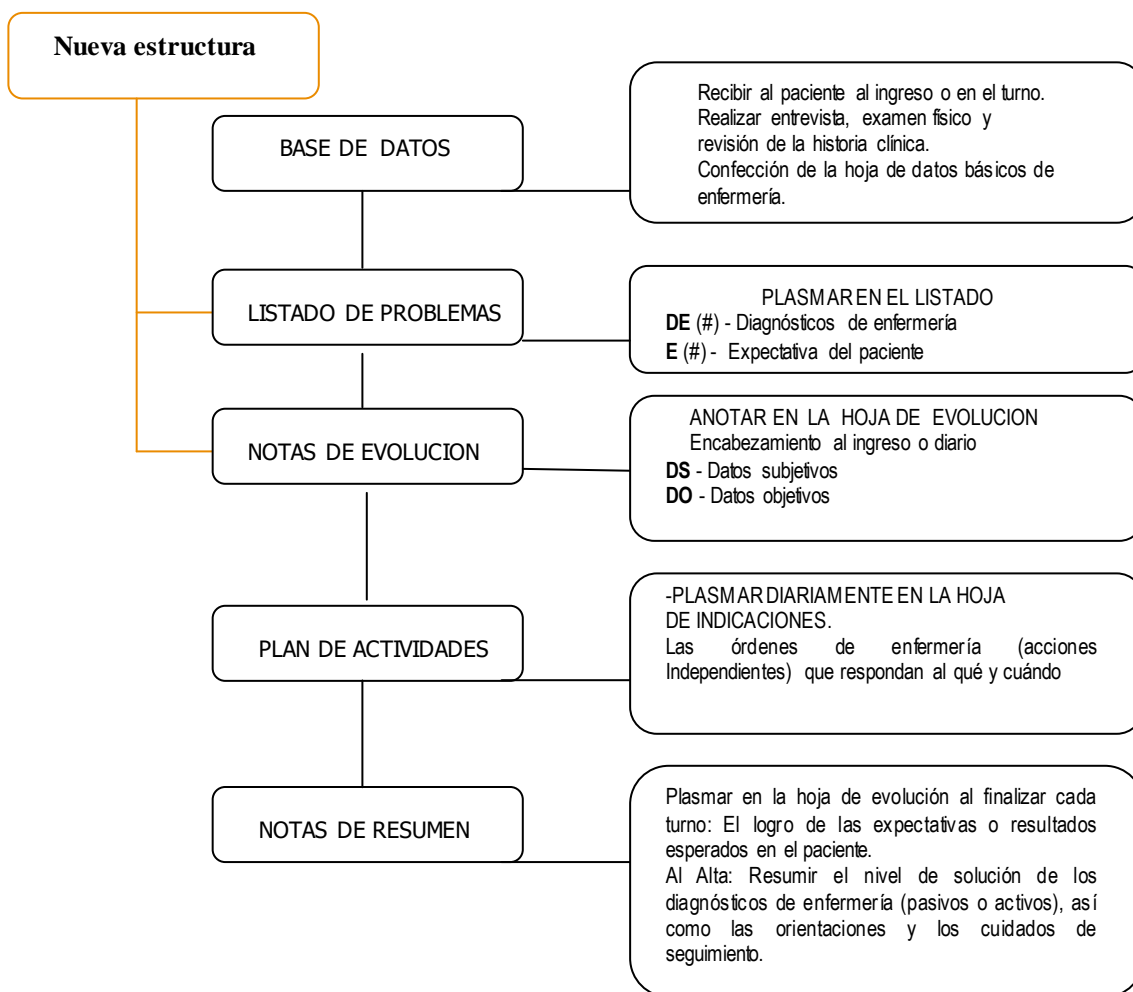 Nueva estructura
BASE DE DATOS
Recibir al paciente al ingreso o en el turno.
Realizar entrevista, examen físico y
revisión de la historia clínica.
Confección de la hoja de datos básicos de
enfermería.
LISTADO DE PROBLEMAS
PLASMAR EN EL LISTADO
DE (#) - Diagnósticos de enfermería
E (#) - Expectativa del paciente
NOTAS DE EVOLUCION
ANOTAR EN LA HOJA DE EVOLUCION
Encabezamiento al ingreso o diario
DS - Datos subjetivos
DO - Datos objetivos
PLAN DE ACTIVIDADES
-PLASMAR DIARIAMENTE EN LA HOJA
DE INDICACIONES.
Las órdenes de enfermería (acciones
Independientes) que respondan al qué y cuándo
NOTAS DE RESUMEN
Plasmar en la hoja de evolución al finalizar cada
turno: El logro de las expectativas o resultados
esperados en el paciente.
Al Alta: Resumir el nivel de solución de los
diagnósticos de enfermería (pasivos o activos), así
como las orientaciones y los cuidados de
seguimiento.